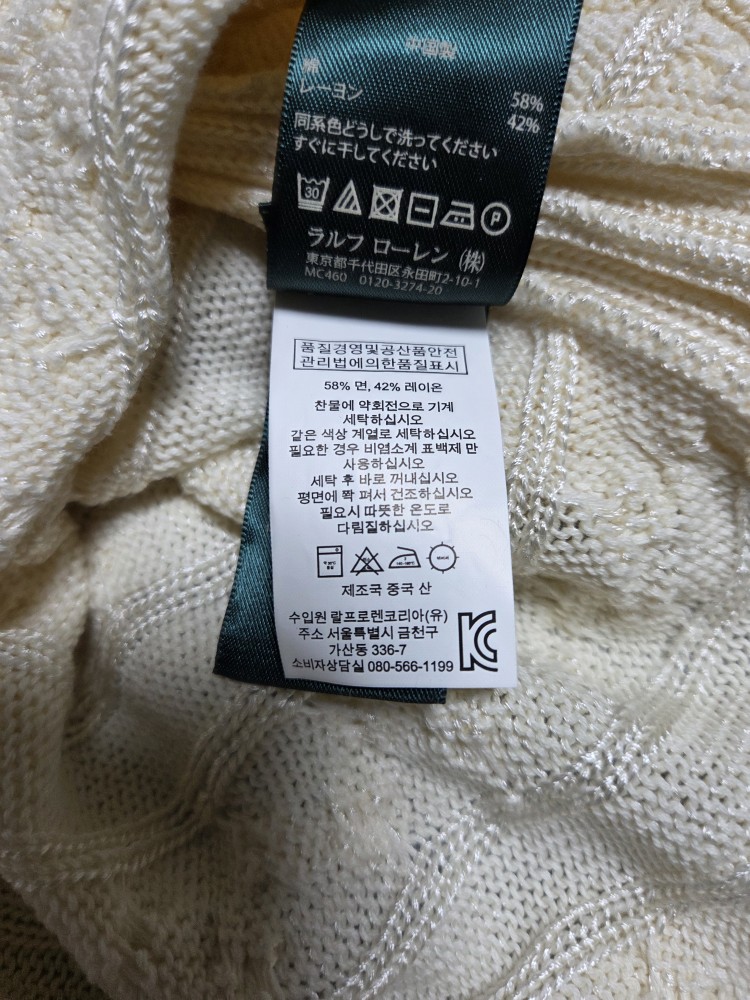 中国製
綿 58%
レーヨン 42%
同系色どうしで洗ってください
すぐに干してください
30
P
ラルフ ローレン ㈱
東京都千代田区永田町2-10-1
MC460 0120-3274-20
품질경영및공산품안전
관리법에의한품질표시
58% 면, 42% 레이온
찬물에 약회전으로 기계
세탁하십시오
같은 색상 계열로 세탁하십시오
필요한 경우 비염소계 표백제 만
사용하십시오
세탁 후 바로 꺼내십시오
평면에 쫙 펴서 건조하십시오
필요시 따뜻한 온도로
다림질하십시오
제조국 중국 산
수입원 랄프로렌코리아(유)
주소 서울특별시 금천구
가산동 336-7
소비자상담실 080-566-1199